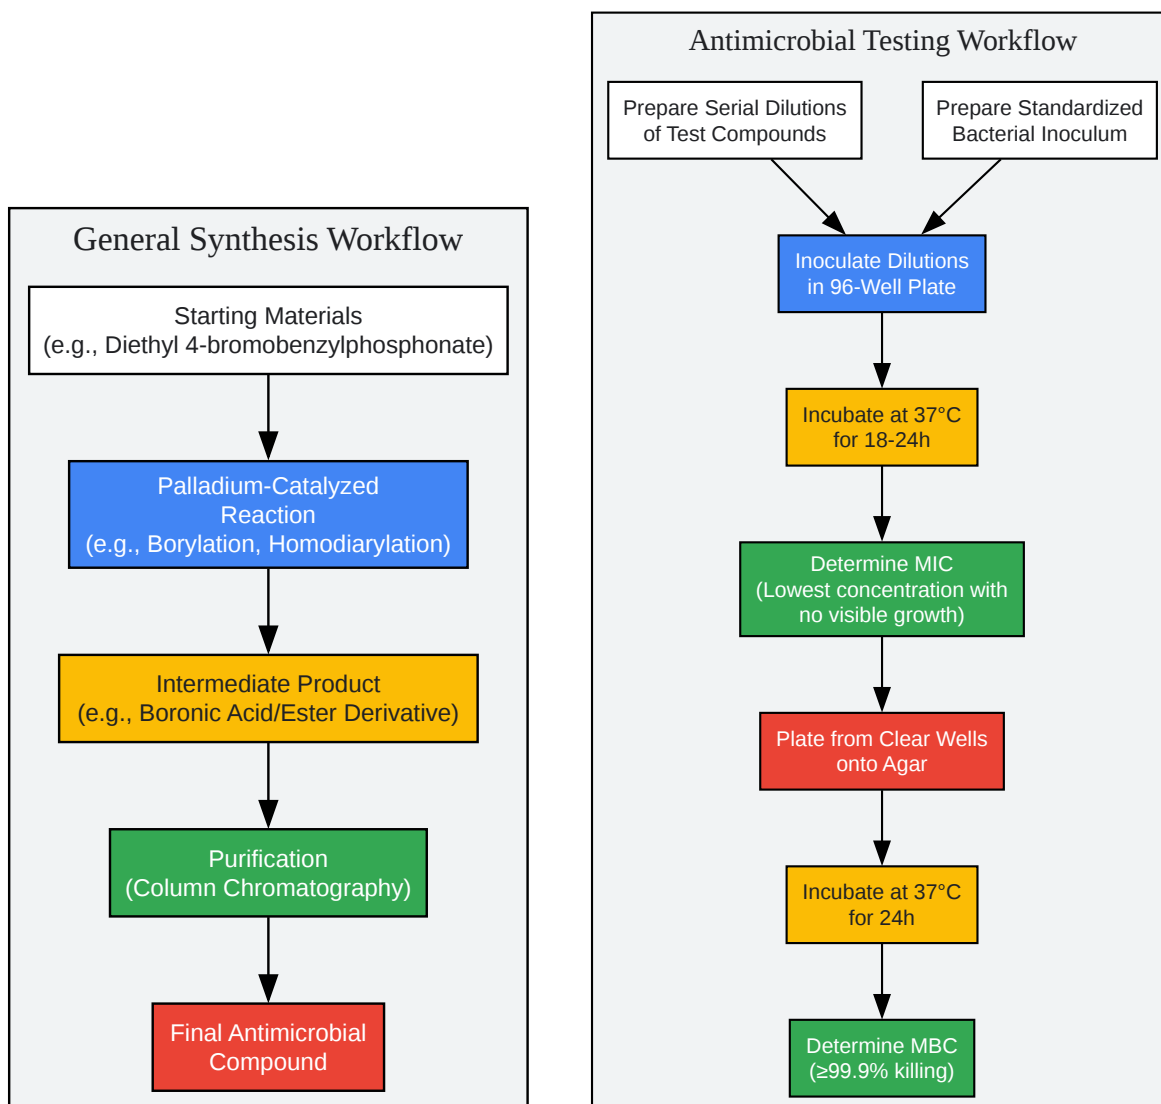 General Synthesis Workflow
Starting Materials
(e.g., Diethyl 4-bromobenzylphosphonate)
Palladium-Catalyzed
Reaction
(e.g., Borylation, Homodiarylation)
Intermediate Product
(e.g., Boronic Acid/Ester Derivative)
Purification
(Column Chromatography)
Final Antimicrobial
Compound
Antimicrobial Testing Workflow
Prepare Serial Dilutions
of Test Compounds
Prepare Standardized
Bacterial Inoculum
Inoculate Dilutions
in 96-Well Plate
Incubate at 37°C
for 18-24h
Determine MIC
(Lowest concentration with
no visible growth)
Plate from Clear Wells
onto Agar
Incubate at 37°C
for 24h
Determine MBC
(≥99.9% killing)